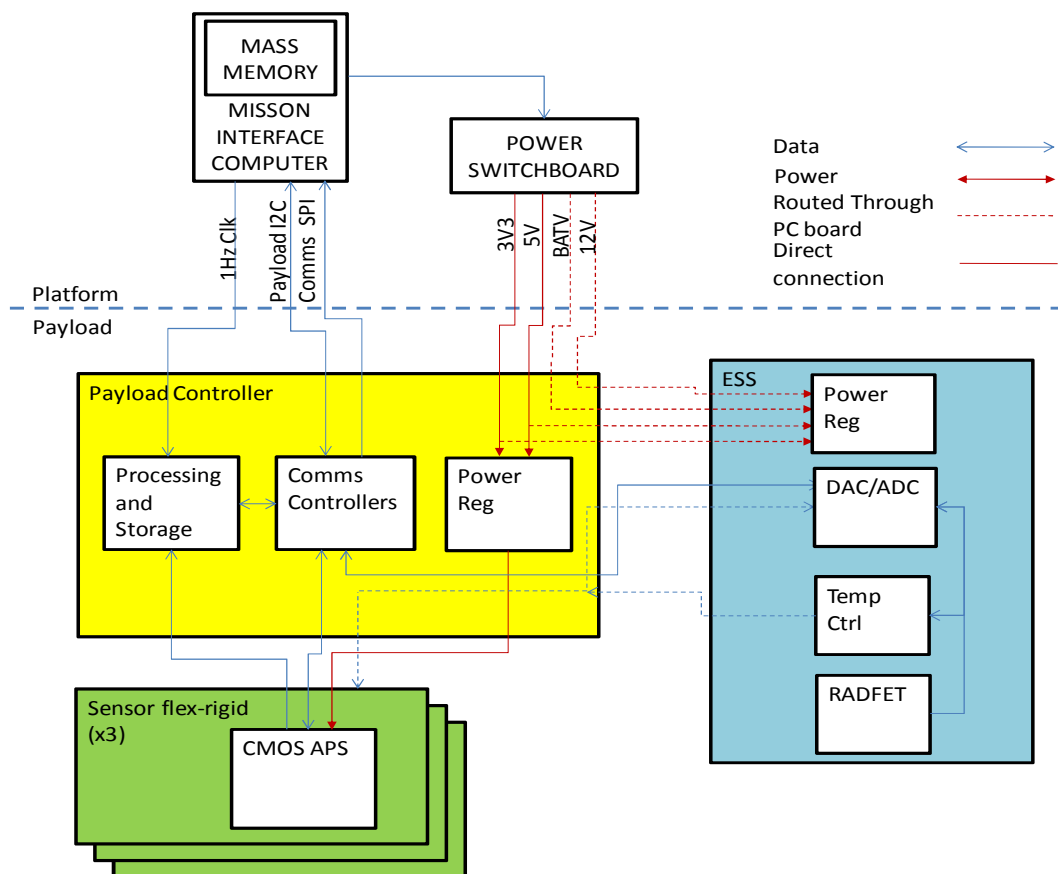 MASS
MEMORY
MISSON
INTERFACE
COMPUTER
POWER
SWITCHBOARD
Data
Power
Routed Through
PC board
Direct
connection
1Hz Clk
Payload I2C
Comms SPI
3V3
5V
BATV
12V
Platform
Payload
Payload Controller
Processing
and
Storage
Comms
Controllers
Power
Reg
ESS
Power
Reg
DAC/ADC
Temp
Ctrl
RADFET
Sensor flex-rigid
(x3)
CMOS APS